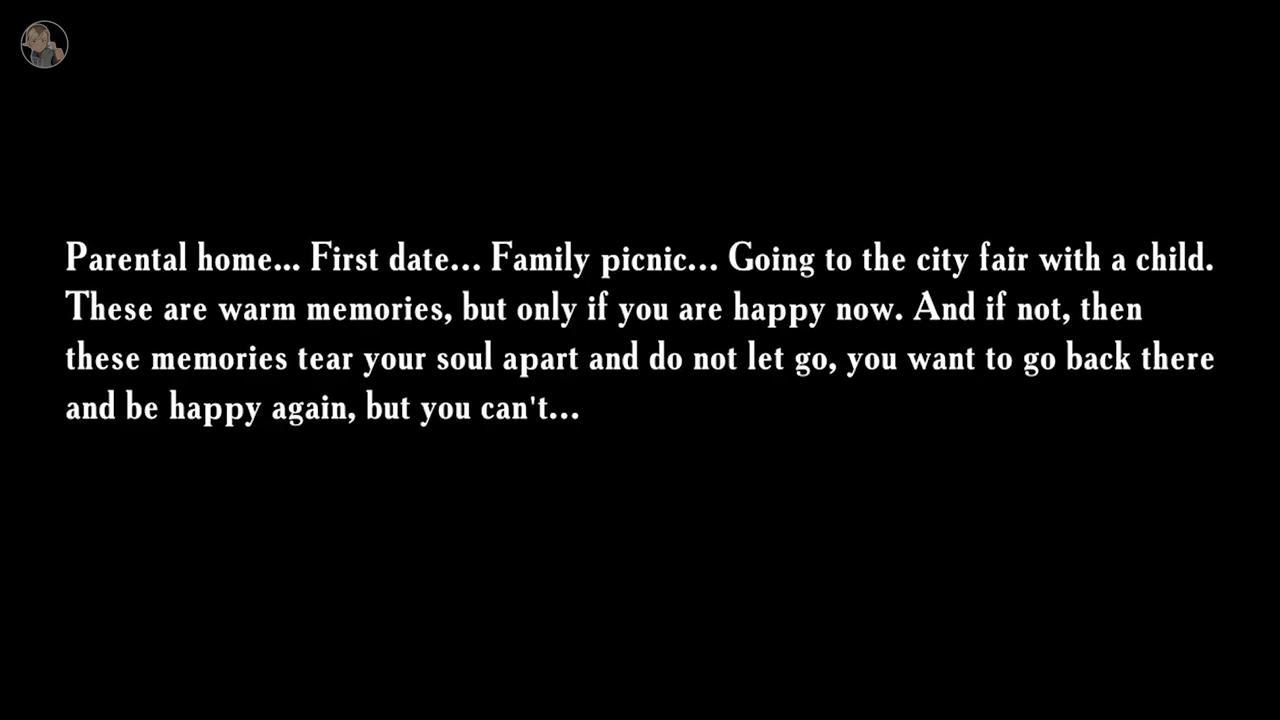 Parental home... First date... Family picnic... Going to the city fair with a child.
These are warm memories, but only if you are happy now. And if not, then
these memories tear your soul apart and do not let go, you want to go back there
and be happy again, but you can't...